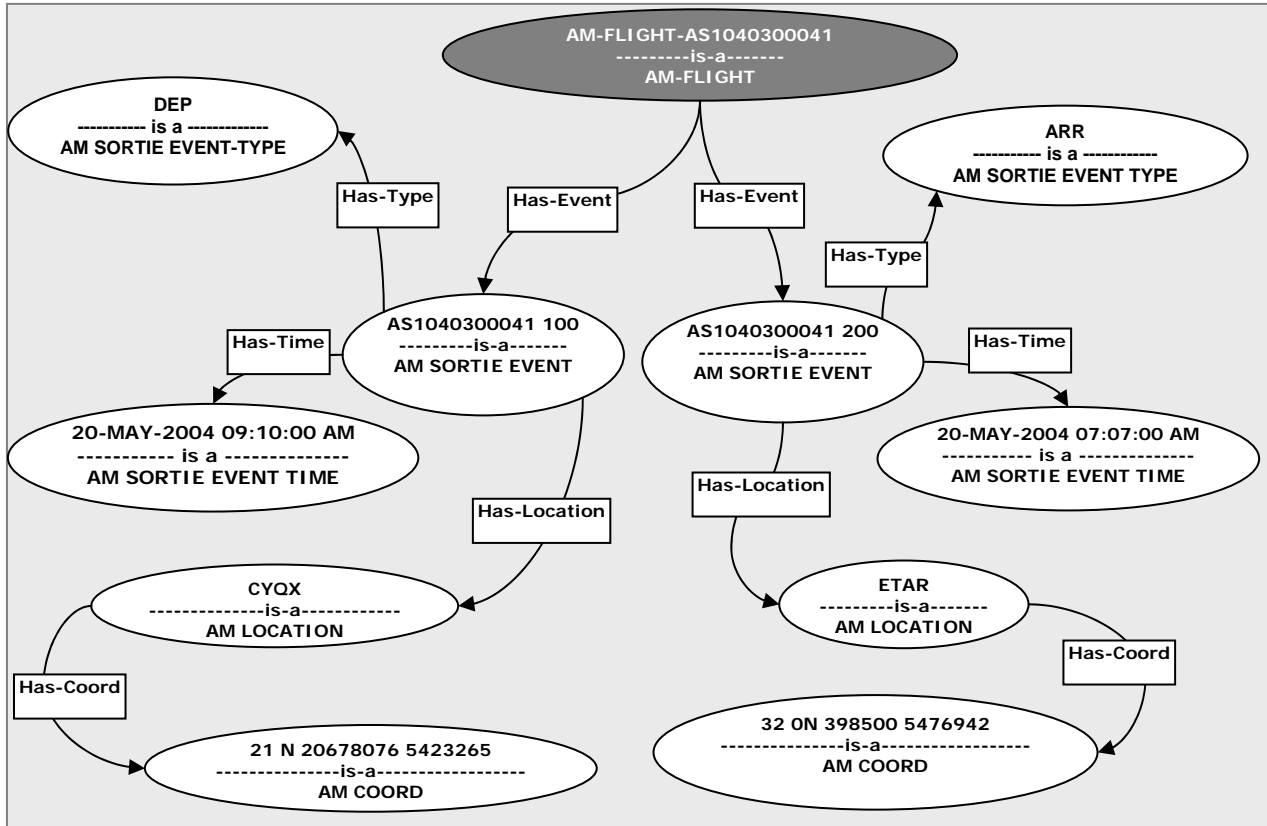 AM-FLIGHT-AS1040300041
---------is-a-------
AM-FLIGHT
DEP
----------- is a -------------
AM SORTIE EVENT-TYPE
ARR
----------- is a ------------
AM SORTIE EVENT TYPE
Has-Type
Has-Event
Has-Event
Has-Type
AS1040300041 100
---------is-a-------
AM SORTIE EVENT
AS1040300041 200
---------is-a-------
AM SORTIE EVENT
Has-Time
Has-Time
20-MAY-2004 09:10:00 AM
------------ is a ---------------
AM SORTIE EVENT TIME
20-MAY-2004 07:07:00 AM
------------ is a --------------
AM SORTIE EVENT TIME
Has-Location
Has-Location
CYQX
--------------is-a------------
AM LOCATION
ETAR
---------is-a-------
AM LOCATION
Has-Coord
Has-Coord
21 N 20678076 5423265
---------------is-a------------------
AM COORD
32 0N 398500 5476942
---------------is-a------------------
AM COORD